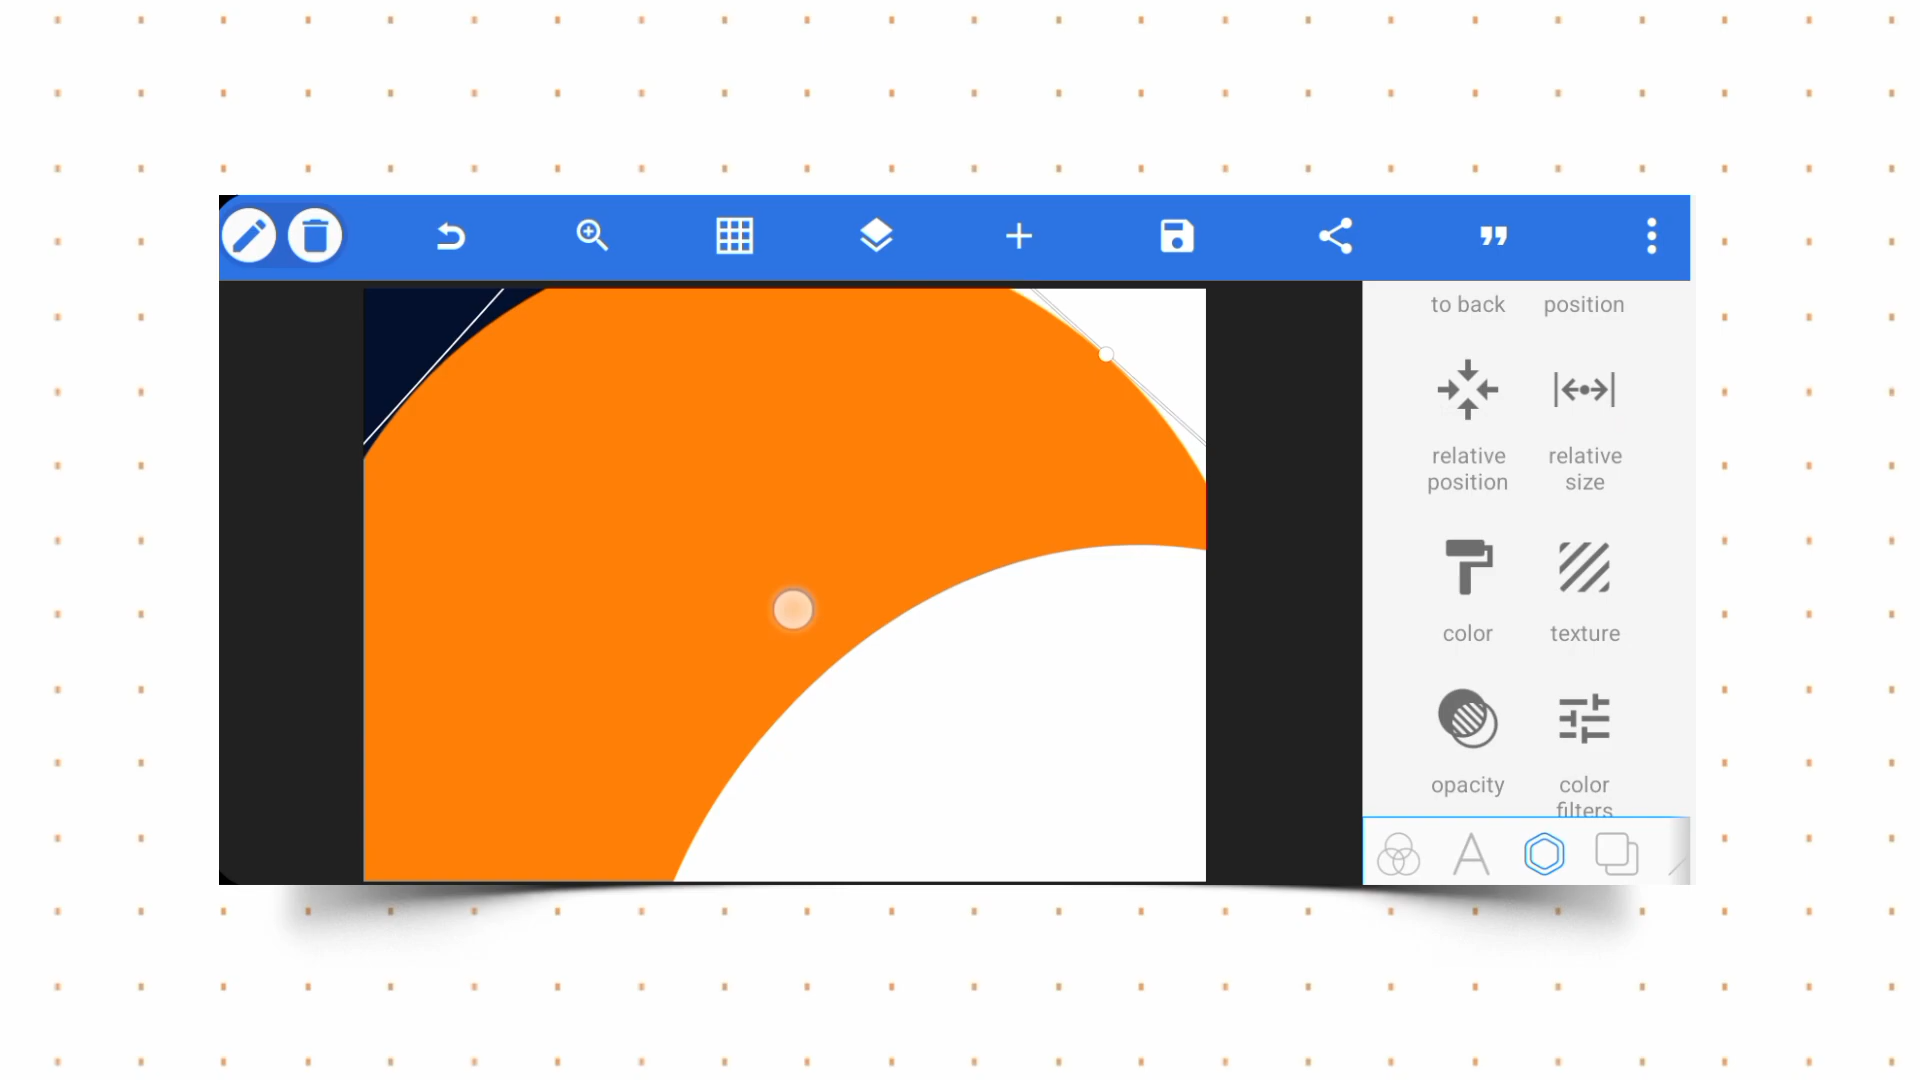 to back
position
relative
position
relative
size
color
texture
opacity
color
filters